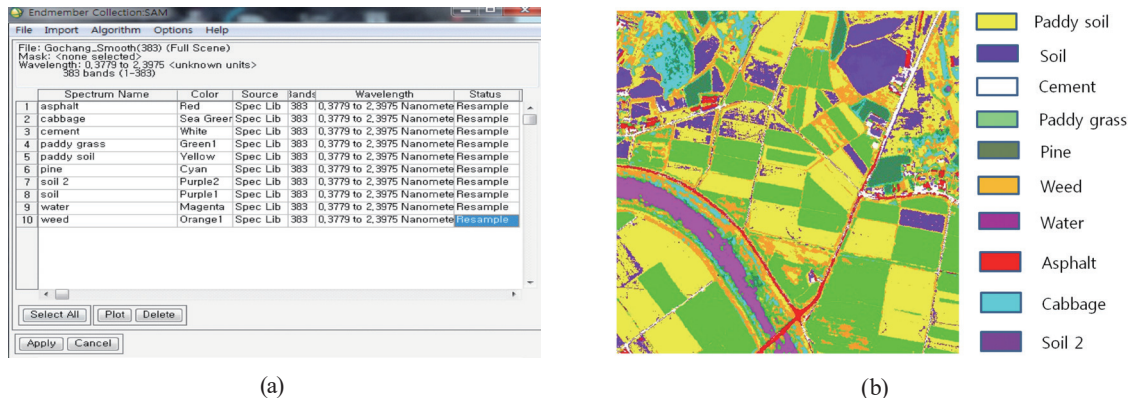 Endmember Collection:SAM
File Import Algorithm Options Help
File: Gochang_Smooth(383) (Full Scene)
Mask: <none selected>
Wavelength: 0,3779 to 2,3975 <unknown units>
383 bands (1-383)
Spectrum Name Color Source Bands Wavelength Status
1 asphalt Red Spec Lib 383 0,3779 to 2,3975 Nanomete Resample
2 cabbage Sea Green Spec Lib 383 0,3779 to 2,3975 Nanomete Resample
3 cement White Spec Lib 383 0,3779 to 2,3975 Nanomete Resample
4 paddy grass Green1 Spec Lib 383 0,3779 to 2,3975 Nanomete Resample
5 paddy soil Yellow Spec Lib 383 0,3779 to 2,3975 Nanomete Resample
6 pine Cyan Spec Lib 383 0,3779 to 2,3975 Nanomete Resample
7 soil 2 Purple2 Spec Lib 383 0,3779 to 2,3975 Nanomete Resample
8 soil Purple1 Spec Lib 383 0,3779 to 2,3975 Nanomete Resample
9 water Magenta Spec Lib 383 0,3779 to 2,3975 Nanomete Resample
10 weed Orange1 Spec Lib 383 0,3779 to 2,3975 Nanomete Resample
Select All Plot Delete
Apply Cancel
(a)
Paddy soil
Soil
Cement
Paddy grass
Pine
Weed
Water
Asphalt
Cabbage
Soil 2
(b)